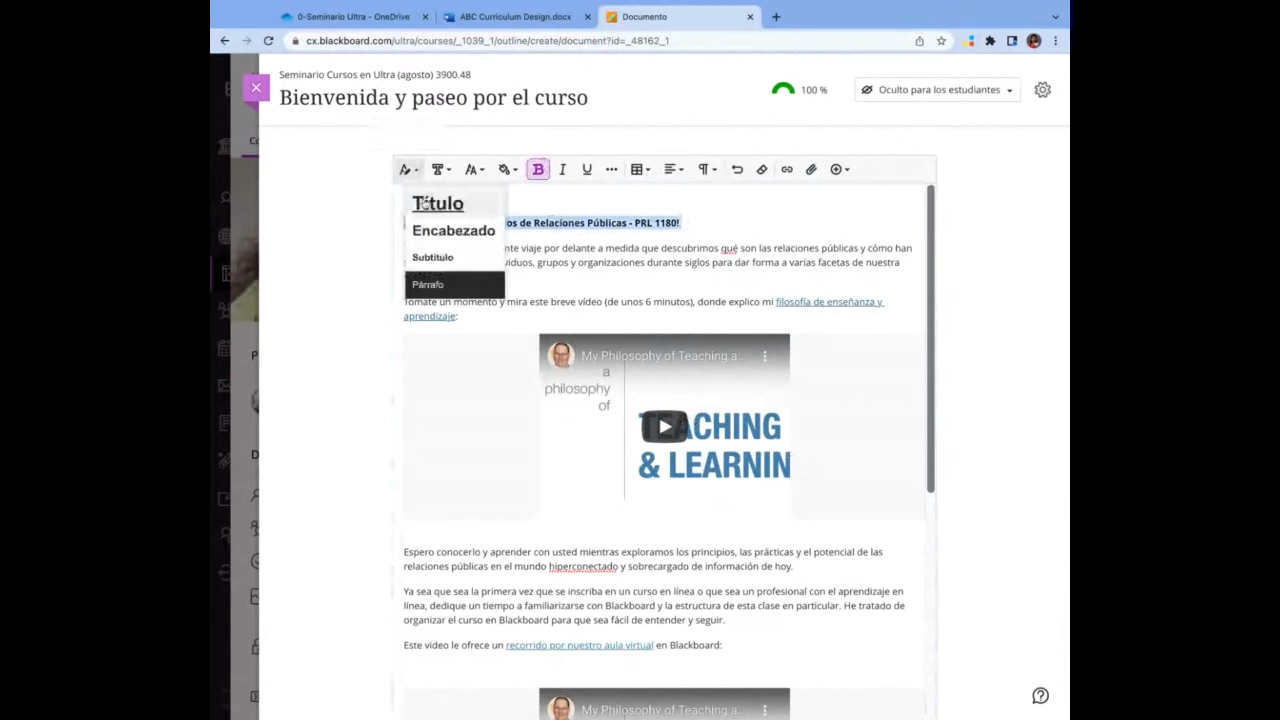 0-Seminario Ultra - OneDrive
ABC Curriculum Design.docx
Documento
cx.blackboard.com/ultra/courses/_1039_1/outline/create/document?id=_48162_1
Seminario Cursos en Ultra (agosto) 3900.48
Bienvenida y paseo por el curso
100 %
Oculto para los estudiantes
B I U
Título
Encabezado
Subtítulo
Párrafo
os de Relaciones Públicas - PRL 1180!
nte viaje por delante a medida que descubrimos qué son las relaciones públicas y cómo han
viduos, grupos y organizaciones durante siglos para dar forma a varias facetas de nuestra
Tómate un momento y mira este breve vídeo (de unos 6 minutos), donde explico mi filosofía de enseñanza y
aprendizaje:
My Philosophy of Teaching a...
a
philosophy
of
TEACHING
& LEARNIN
Espero conocerlo y aprender con usted mientras exploramos los principios, las prácticas y el potencial de las
relaciones públicas en el mundo hiperconectado y sobrecargado de información de hoy.
Ya sea que sea la primera vez que se inscriba en un curso en línea o que sea un profesional con el aprendizaje en
línea, dedique un tiempo a familiarizarse con Blackboard y la estructura de esta clase en particular. He tratado de
organizar el curso en Blackboard para que sea fácil de entender y seguir.
Este video le ofrece un recorrido por nuestro aula virtual en Blackboard:
My Philosophy of Teaching a...